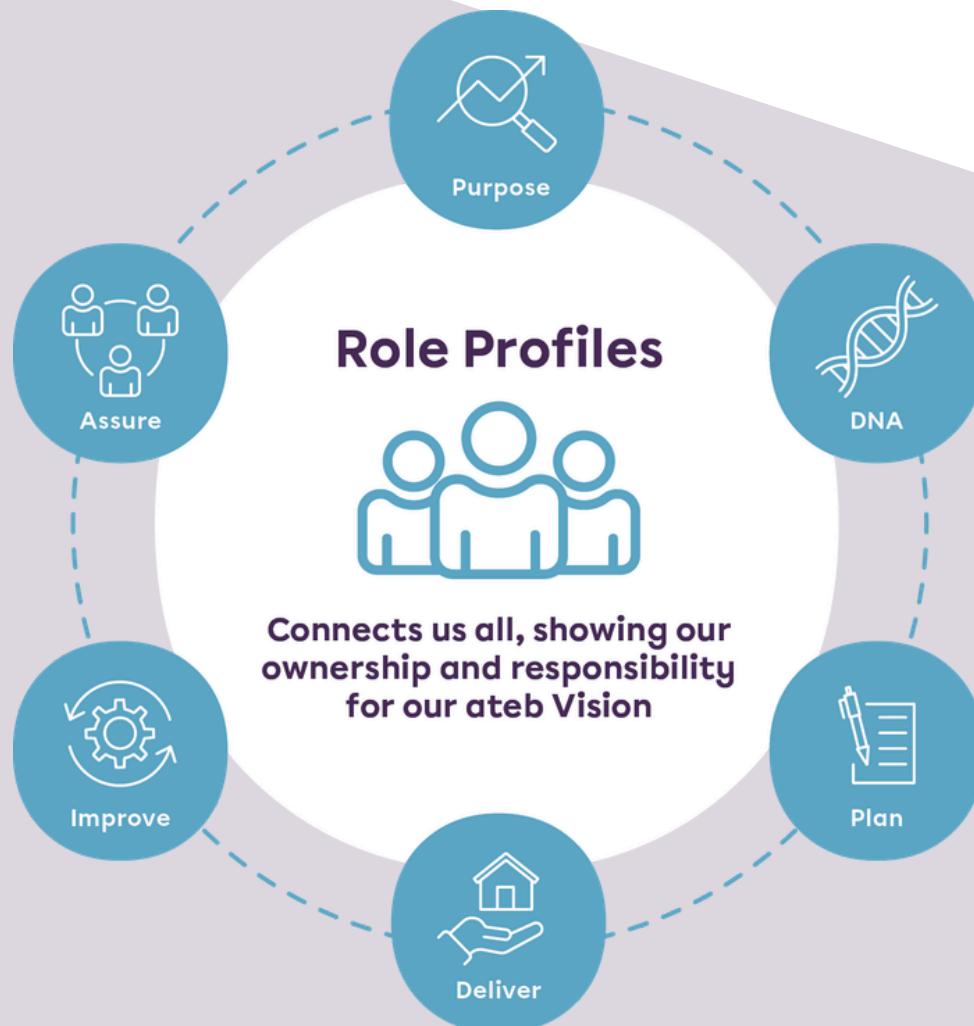 Purpose
DNA
Plan
Deliver
Improve
Assure
Role Profiles
Connects us all, showing our
ownership and responsibility
for our ateb Vision